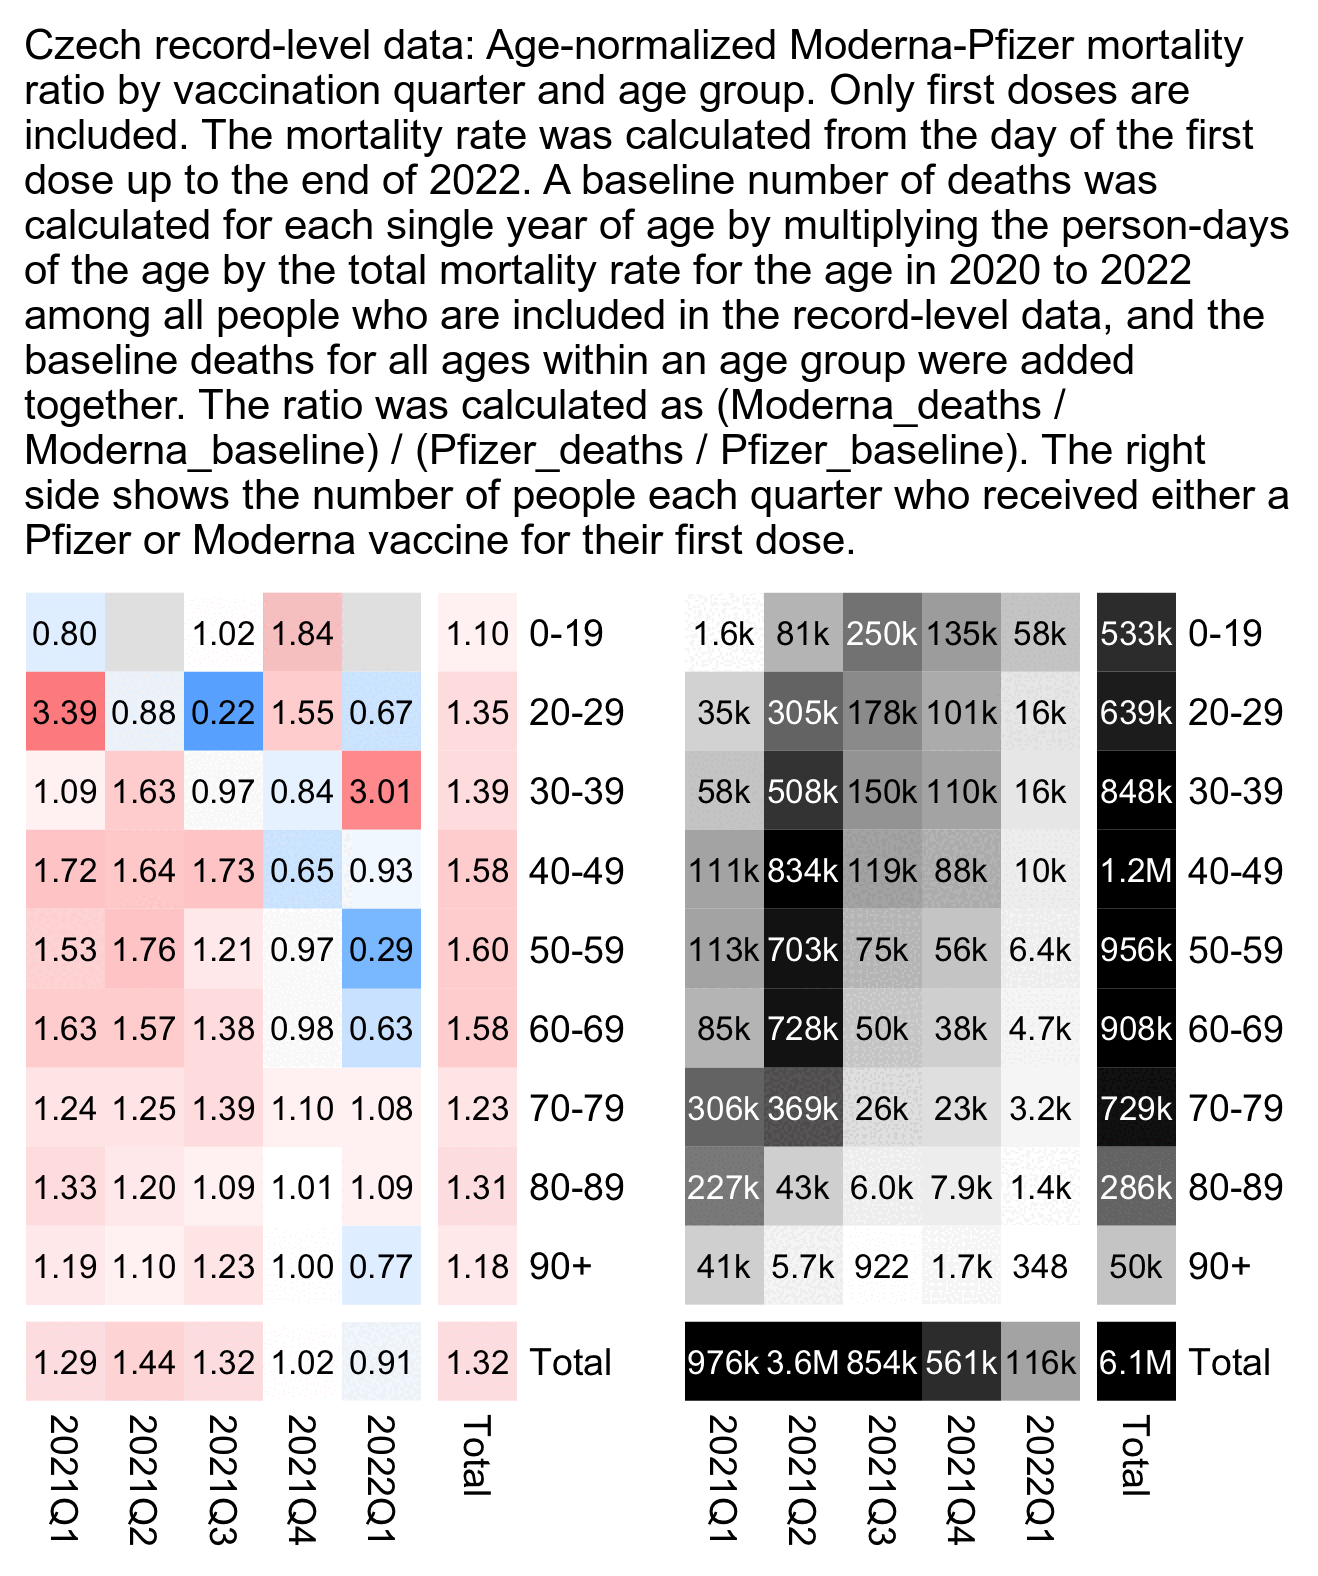 Czech record-level data: Age-normalized Moderna-Pfizer mortality
ratio by vaccination quarter and age group. Only first doses are
included. The mortality rate was calculated from the day of the first
dose up to the end of 2022. A baseline number of deaths was
calculated for each single year of age by multiplying the person-days
of the age by the total mortality rate for the age in 2020 to 2022
among all people who are included in the record-level data, and the
baseline deaths for all ages within an age group were added
together. The ratio was calculated as (Moderna_deaths /
Moderna_baseline) / (Pfizer_deaths / Pfizer_baseline). The right
side shows the number of people each quarter who received either a
Pfizer or Moderna vaccine for their first dose.
0.80 1.02 1.84 1.10 0-19 1.6k 81k 250k 135k 58k 533k 0-19
3.39 0.88 0.22 1.55 0.67 1.35 20-29 35k 305k 178k 101k 16k 639k 20-29
1.09 1.63 0.97 0.84 3.01 1.39 30-39 58k 508k 150k 110k 16k 848k 30-39
1.72 1.64 1.73 0.65 0.93 1.58 40-49 111k 834k 119k 88k 10k 1.2M 40-49
1.53 1.76 1.21 0.97 0.29 1.60 50-59 113k 703k 75k 56k 6.4k 956k 50-59
1.63 1.57 1.38 0.98 0.63 1.58 60-69 85k 728k 50k 38k 4.7k 908k 60-69
1.24 1.25 1.39 1.10 1.08 1.23 70-79 306k 369k 26k 23k 3.2k 729k 70-79
1.33 1.20 1.09 1.01 1.09 1.31 80-89 227k 43k 6.0k 7.9k 1.4k 286k 80-89
1.19 1.10 1.23 1.00 0.77 1.18 90+ 41k 5.7k 922 1.7k 348 50k 90+
1.29 1.44 1.32 1.02 0.91 1.32 Total 976k 3.6M 854k 561k 116k 6.1M Total
2021Q1 2021Q2 2021Q3 2021Q4 2022Q1 Total 2021Q1 2021Q2 2021Q3 2021Q4 2022Q1 Total